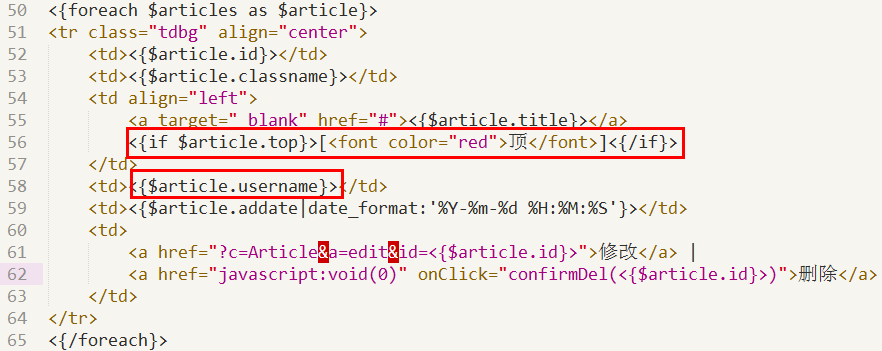 50 <{foreach $articles as $article}>
51 <tr class="tdbg" align="center">
52 <td><{$article.id}></td>
53 <td><{$article.classname}></td>
54 <td align="left">
55 <a target="_blank" href="#"><{$article.title}></a>
56 <{if $article.top}>[<font color="red">顶</font>]<{/if}>
57 </td>
58 <td><{$article.username}></td>
59 <td><{$article.addate|date_format:'%Y-%m-%d %H:%M:%S'}></td>
60 <td>
61 <a href="?c=Article&a=edit&id=<{$article.id}>">修改</a> |
62 <a href="javascript:void(0)" onClick="confirmDel(<{$article.id}>)">删除</a>
63 </td>
64 </tr>
65 <{/foreach}>